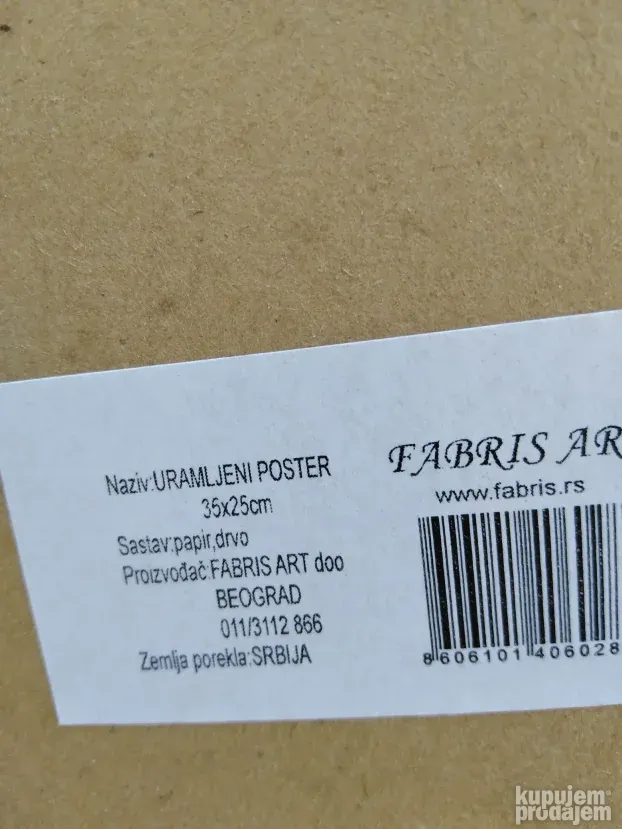 Naziv:URAMLJENI POSTER
35x25cm
Sastav:papir,drvo
Proizvođač:FABRIS ART doo
BEOGRAD
011/3112 866
Zemlja porekla:SRBIJA
FABRIS AR
www.fabris.rs
8 606101 406028
kupujem
prodajem